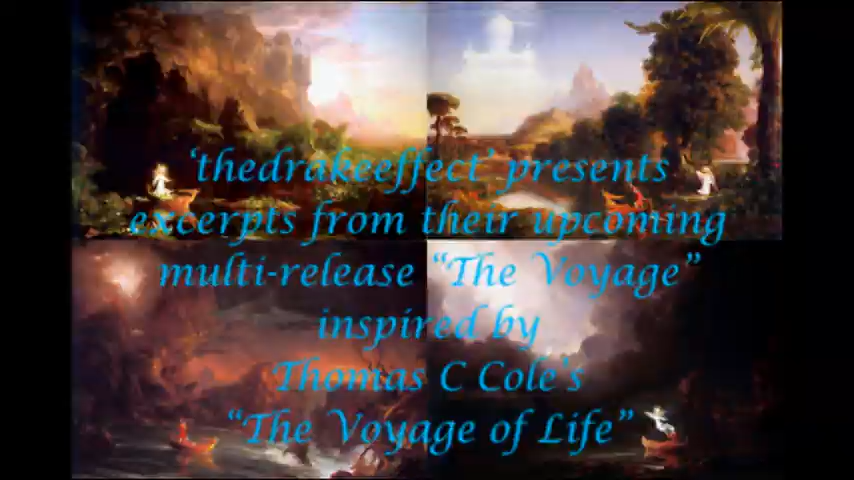 ‘thedrakeeffect’ presents
excerpts from their upcoming
multi-release “The Voyage”
inspired by
Thomas C Cole’s
“The Voyage of Life”